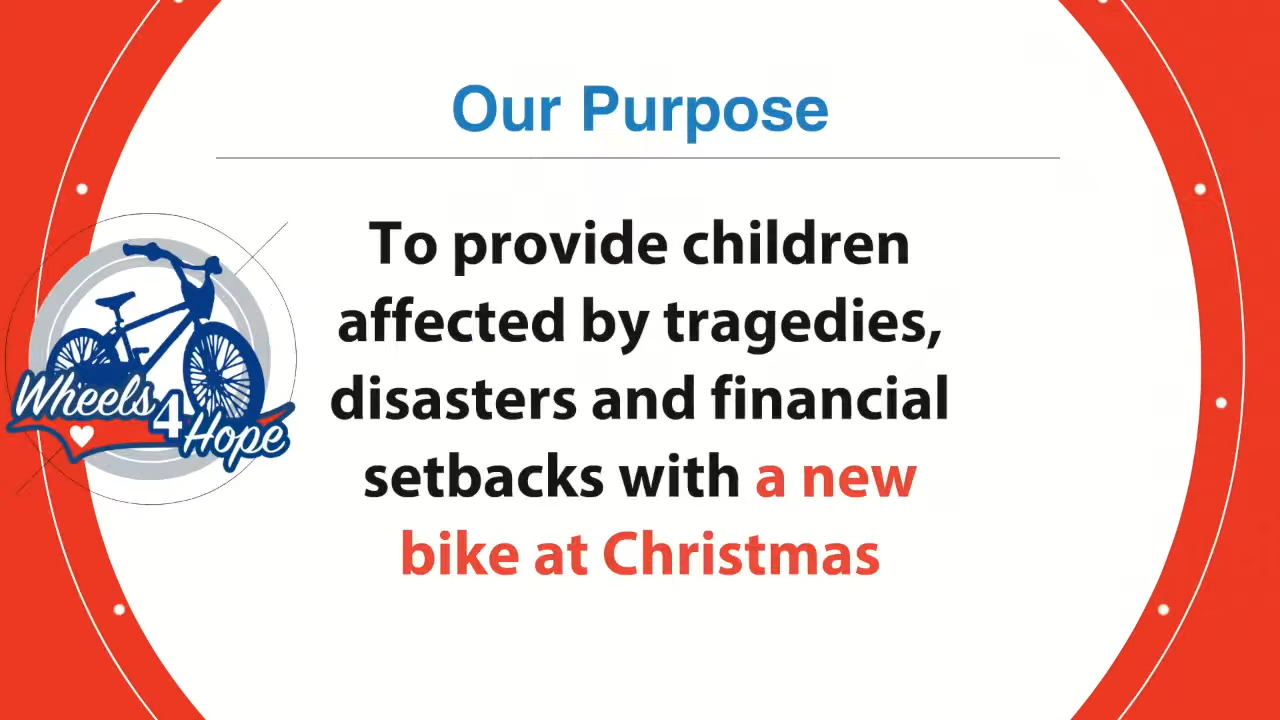 Our Purpose
To provide children
affected by tragedies,
disasters and financial
setbacks with a new
bike at Christmas
Wheels
4
Hope